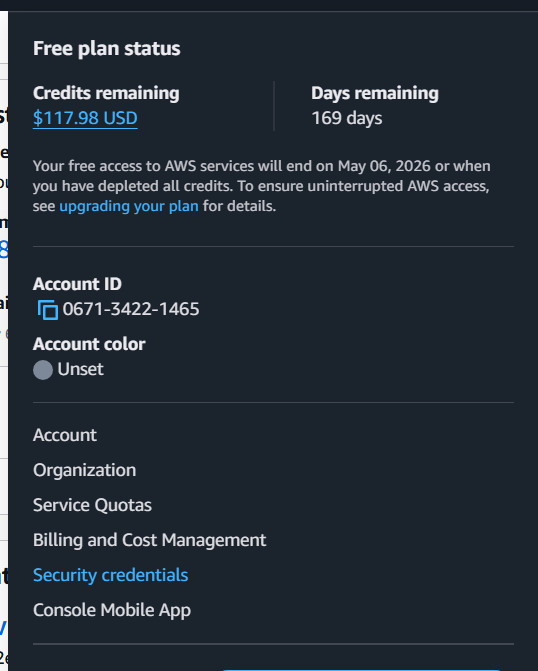 Free plan status
Credits remaining
$117.98 USD
Days remaining
169 days
Your free access to AWS services will end on May 06, 2026 or when
you have depleted all credits. To ensure uninterrupted AWS access,
see upgrading your plan for details.
Account ID
0671-3422-1465
Account color
Unset
Account
Organization
Service Quotas
Billing and Cost Management
Security credentials
Console Mobile App